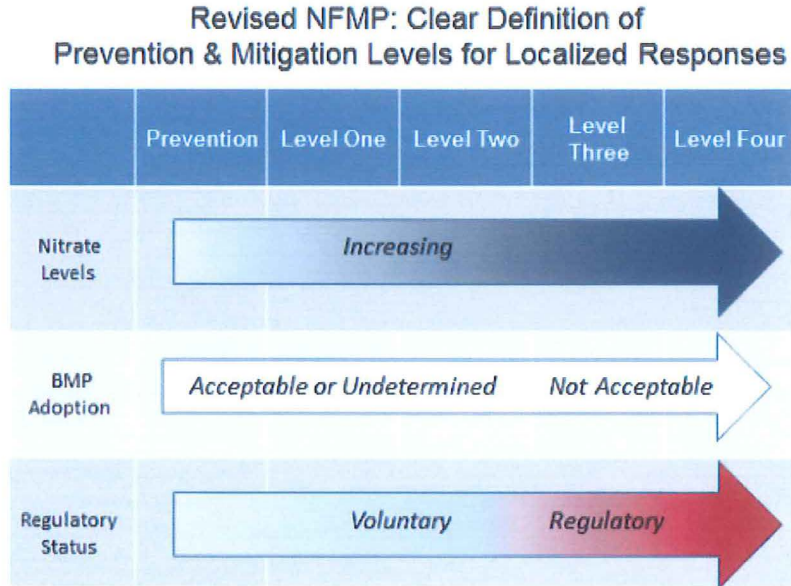 Revised NFMP: Clear Definition of
Prevention & Mitigation Levels for Localized Responses
Prevention
Level One
Level Two
Level
Three
Level Four
Nitrate
Levels
Increasing
BMP
Adoption
Acceptable or Undetermined
Not Acceptable
Regulatory
Status
Voluntary
Regulatory